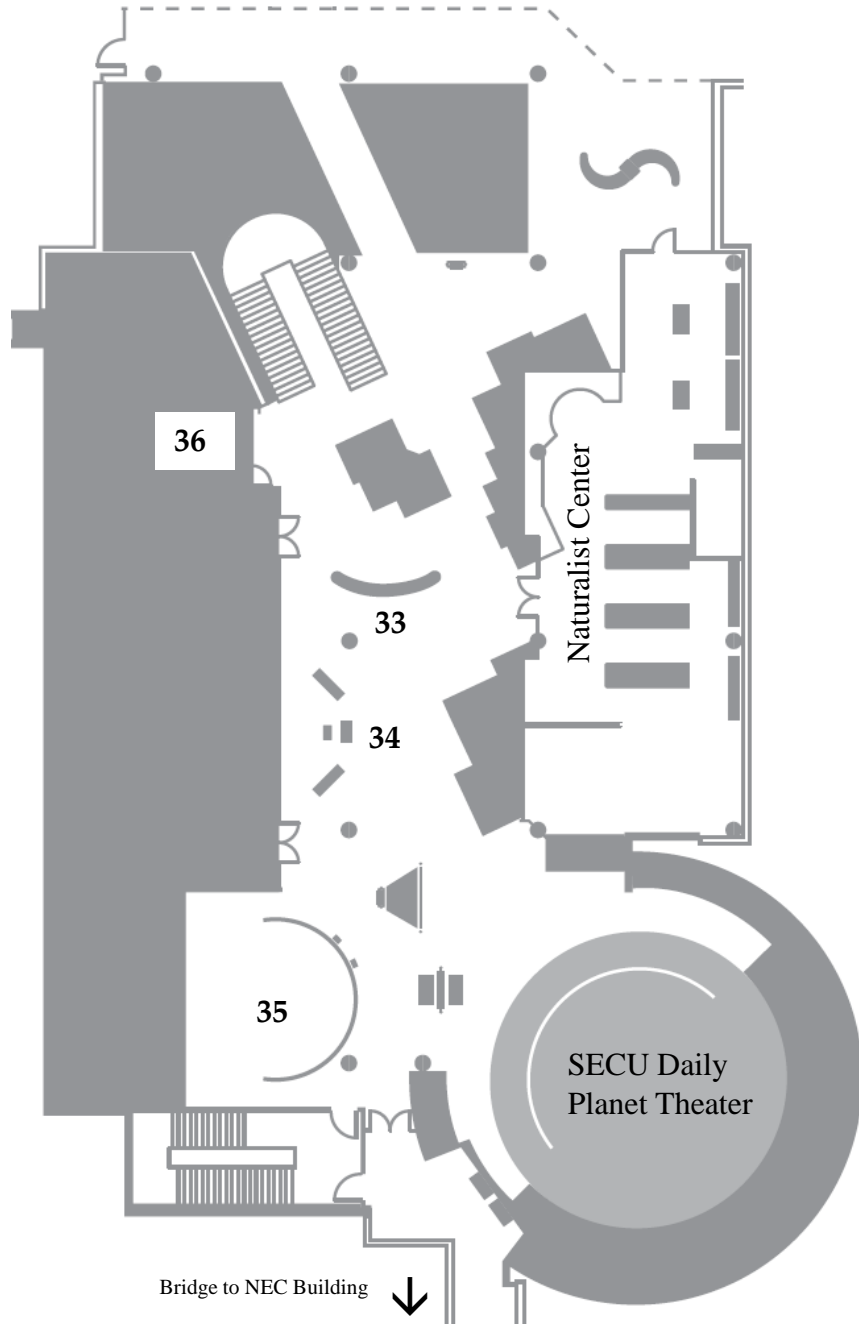 36
Naturalist Center
33
34
35
SECU Daily
Planet Theater
Bridge to NEC Building